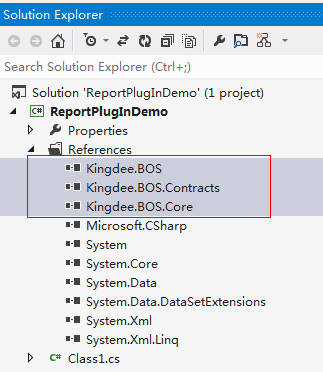 Solution Explorer
Search Solution Explorer (Ctrl+;)
Solution 'ReportPlugInDemo' (1 project)
C# ReportPlugInDemo
Properties
References
Kingdee.BOS
Kingdee.BOS.Contracts
Kingdee.BOS.Core
Microsoft.CSharp
System
System.Core
System.Data
System.Data.DataSetExtensions
System.Xml
System.Xml.Linq
C# Class1.cs